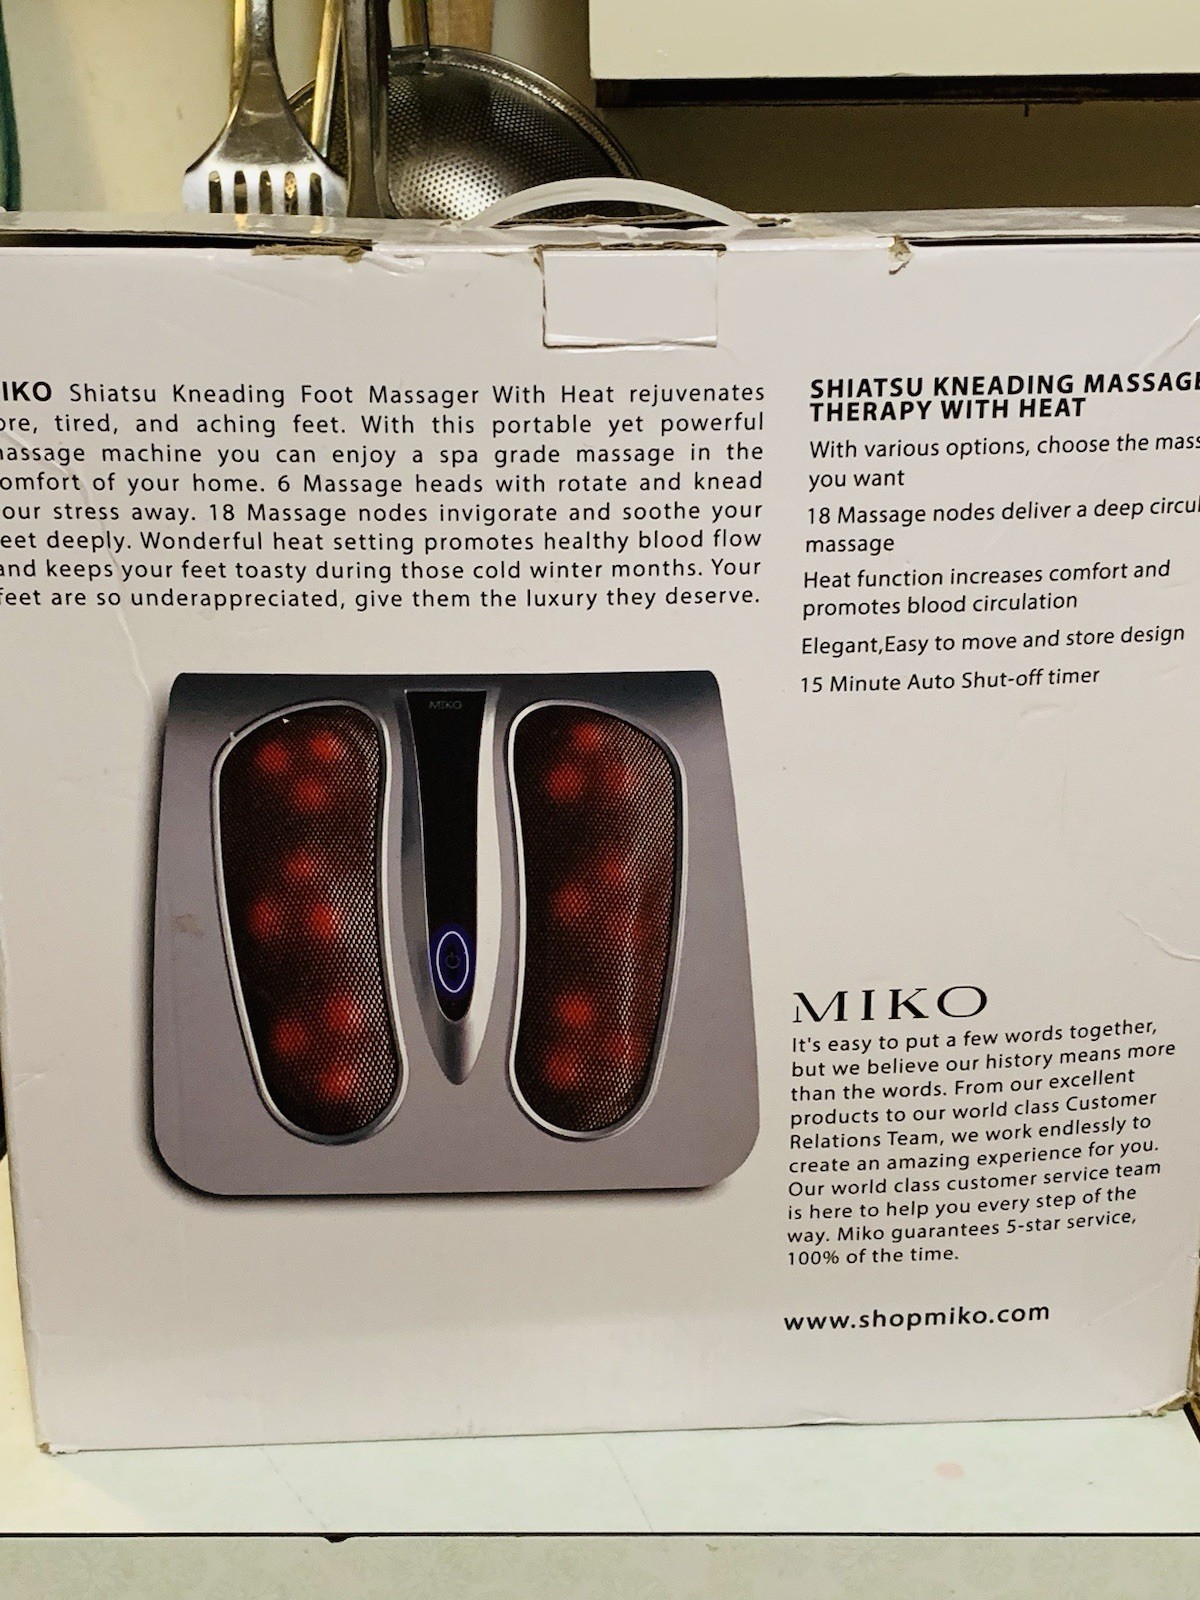 IKO Shiatsu Kneading Foot Massager With Heat rejuvenates
ore, tired, and aching feet. With this portable yet powerful
assage machine you can enjoy a spa grade massage in the
omfort of your home. 6 Massage heads with rotate and knead
our stress away. 18 Massage nodes invigorate and soothe your
eet deeply. Wonderful heat setting promotes healthy blood flow
and keeps your feet toasty during those cold winter months. Your
feet are so underappreciated, give them the luxury they deserve.
SHIATSU KNEADING MASSAGE
THERAPY WITH HEAT
With various options, choose the mass
you want
18 Massage nodes deliver a deep circul
massage
Heat function increases comfort and
promotes blood circulation
Elegant,Easy to move and store design
15 Minute Auto Shut-off timer
MIKO
MIKO
It's easy to put a few words together,
but we believe our history means more
than the words. From our excellent
products to our world class Customer
Relations Team, we work endlessly to
create an amazing experience for you.
Our world class customer service team
is here to help you every step of the
way. Miko guarantees 5-star service,
100% of the time.
www.shopmiko.com